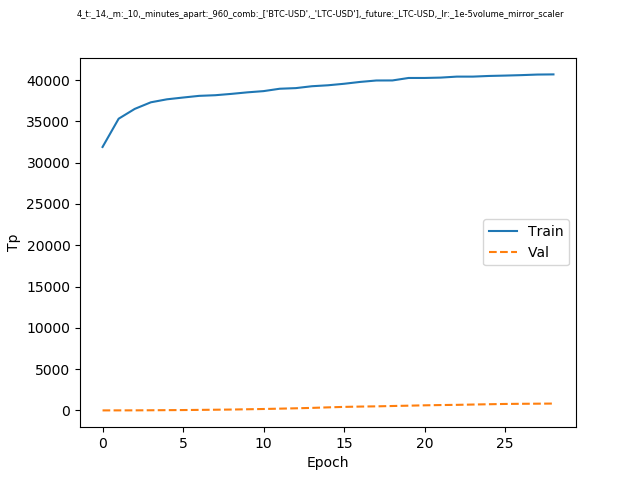 4_t:_14,_m:_10,_minutes_apart:_960_comb:_['BTC-USD',_'LTC-USD'],_future:_LTC-USD,_lr:_1e-5volume_mirror_scaler
40000
35000
30000
25000
20000
15000
10000
5000
0
Tp
Train
Val
0 5 10 15 20 25
Epoch